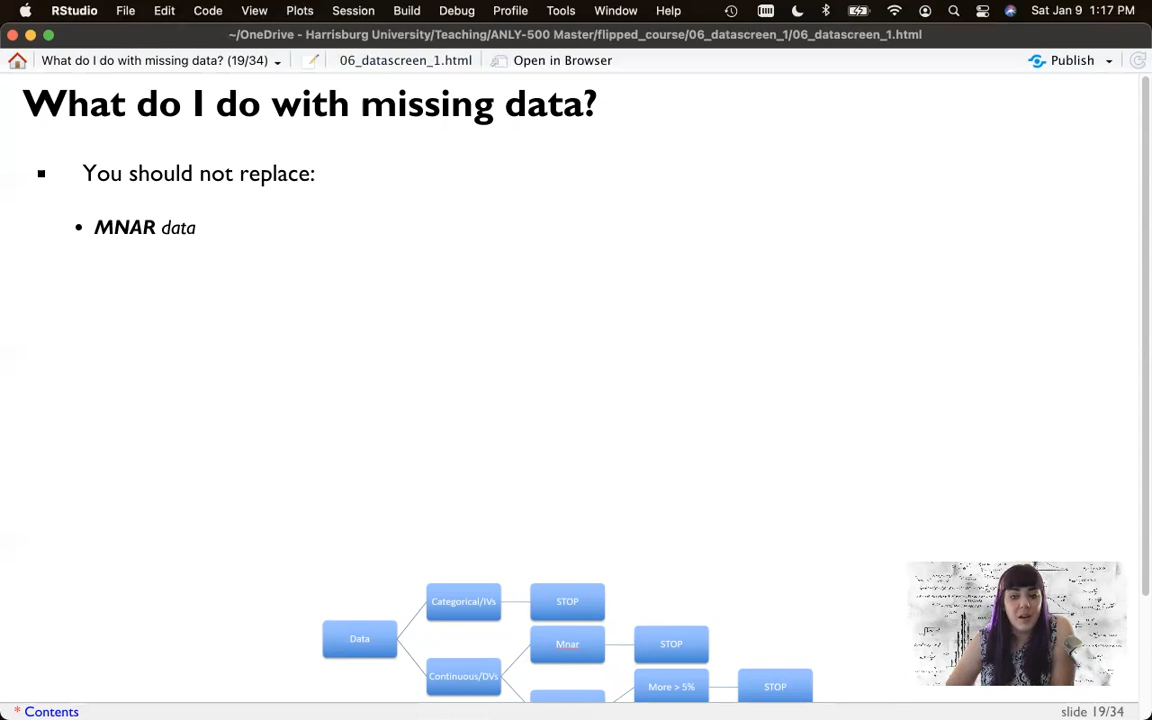 RStudio File Edit Code View Plots Session Build Debug Profile Tools Window Help Sat Jan 9 1:17 PM
~/OneDrive - Harrisburg University/Teaching/ANLY-500 Master/flipped_course/06_datascreen_1/06_datascreen_1.html
What do I do with missing data? (19/34) 06_datascreen_1.html Open in Browser Publish
What do I do with missing data?
▪ You should not replace:
• MNAR data
Categorical/IVs STOP
Data Mnar STOP
Continuous/DVs More > 5% STOP
* Contents slide 19/34